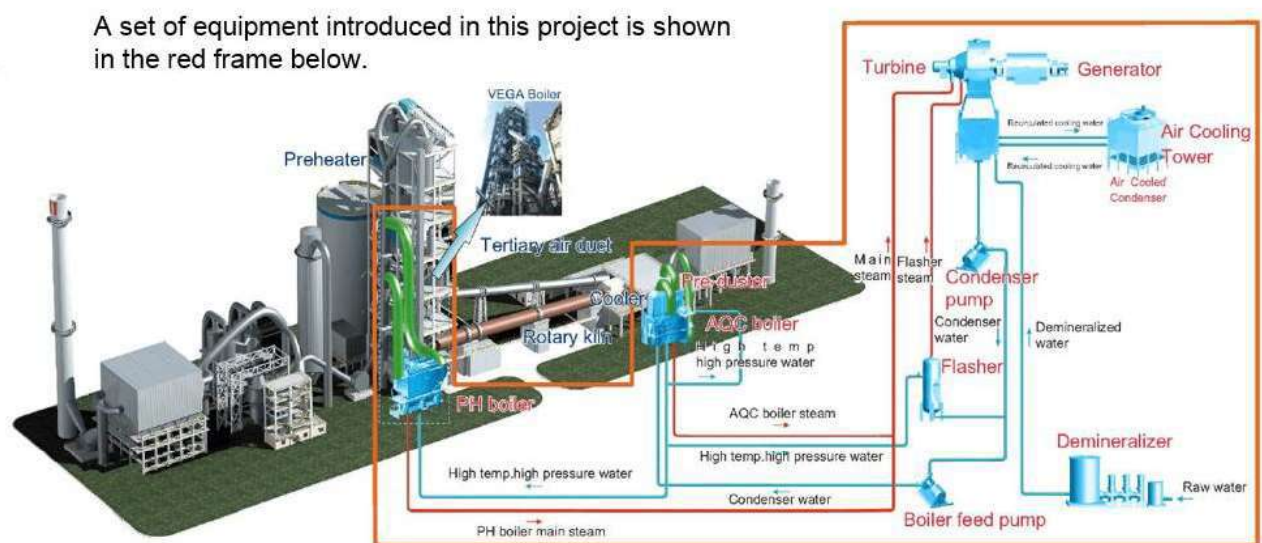 A set of equipment introduced in this project is shown
in the red frame below.
VEGA Boiler
Preheater
Tertiary air duct
Cooler
Rotary kiln
Pre-duster
AQC boiler
High temp
high pressure water
PH boiler
Turbine
Generator
Recirculated cooling water
Recirculated cooling water
Air Cooling
Tower
Air Cooled
Condenser
Main
steam
Flasher
steam
Condenser
pump
Condenser
water
Demineralized
water
Flasher
AQC boiler steam
High temp.high pressure water
High temp.high pressure water
Condenser water
PH boiler main steam
Boiler feed pump
Demineralizer
Raw water